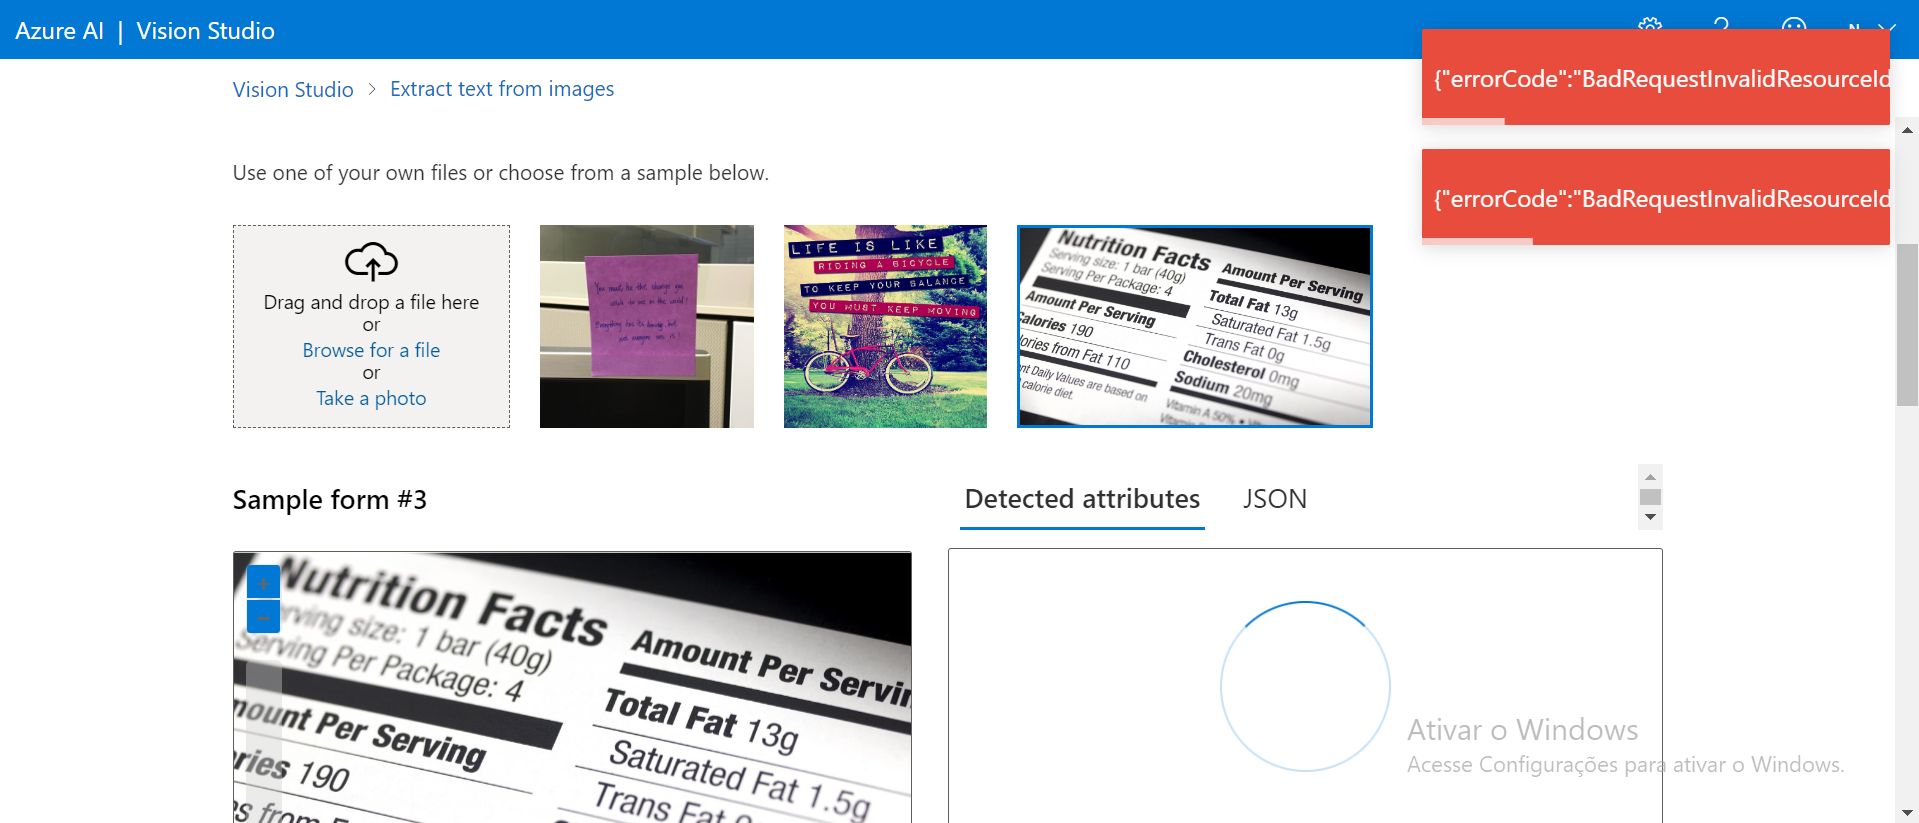 Azure AI | Vision Studio
N
{"errorCode":"BadRequestInvalidResourceId
{"errorCode":"BadRequestInvalidResourceId
Vision Studio > Extract text from images
Use one of your own files or choose from a sample below.
Drag and drop a file here
or
Browse for a file
or
Take a photo
You must be the change you
wish to see in the world!
Everything has its beauty, but
not everyone sees it!
LIFE IS LIKE
RIDING A BICYCLE
TO KEEP YOUR BALANCE
YOU MUST KEEP MOVING
Nutrition Facts
Serving size: 1 bar (40g)
Serving Per Package: 4
Amount Per Serving
Calories 190
ories from Fat 110
nt Daily Values are based on
calorie diet.
Amount Per Serving
Total Fat 13g
Saturated Fat 1.5g
Trans Fat 0g
Cholesterol 0mg
Sodium 20mg
Vitamin A 50%
Sample form #3
Detected attributes
JSON
+
−
Nutrition Facts
erving size: 1 bar (40g)
Serving Per Package: 4
mount Per Serving
ries 190
s from F
Amount Per Servin
Total Fat 13g
Saturated Fat 1.5g
Trans Fat 0g
Ativar o Windows
Acesse Configurações para ativar o Windows.